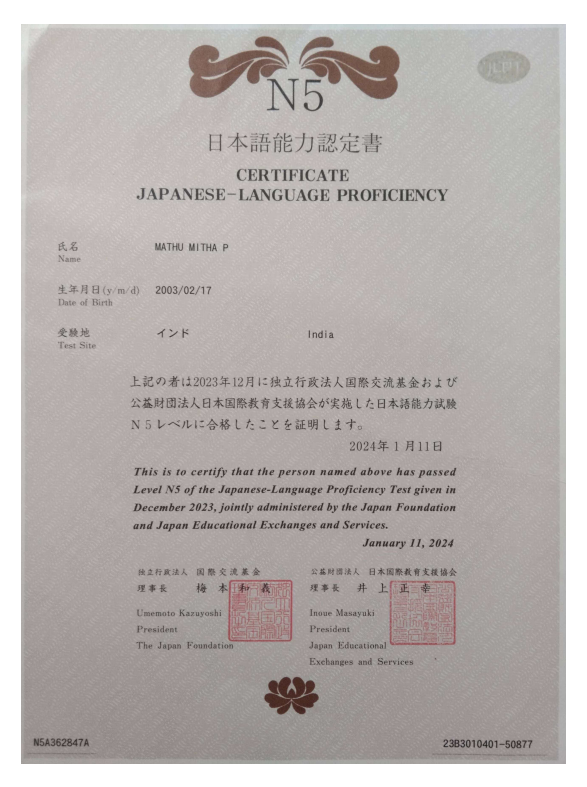 JLPT
N5
日本語能力認定書
CERTIFICATE
JAPANESE-LANGUAGE PROFICIENCY
氏名 MATHU MITHA P
Name
生年月日(y/m/d) 2003/02/17
Date of Birth
受験地 インド India
Test Site
上記の者は2023年12月に独立行政法人国際交流基金および
公益財団法人日本国際教育支援協会が実施した日本語能力試験
N5レベルに合格したことを証明します。
2024年1月11日
This is to certify that the person named above has passed
Level N5 of the Japanese-Language Proficiency Test given in
December 2023, jointly administered by the Japan Foundation
and Japan Educational Exchanges and Services.
January 11, 2024
独立行政法人 国際交流基金
理事長 梅本和義
Umemoto Kazuyoshi
President
The Japan Foundation
公益財団法人 日本国際教育支援協会
理事長 井上正幸
Inoue Masayuki
President
Japan Educational
Exchanges and Services
N5A362847A
23B3010401-50877